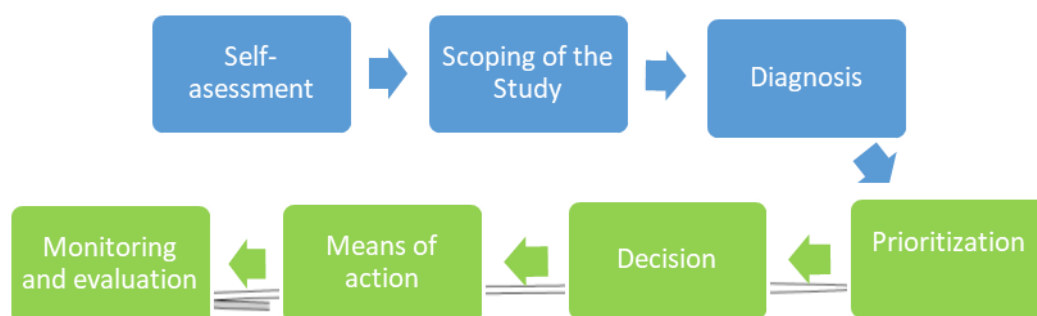 Self-
asessment
Scoping of the
Study
Diagnosis
Prioritization
Decision
Means of
action
Monitoring
and evaluation